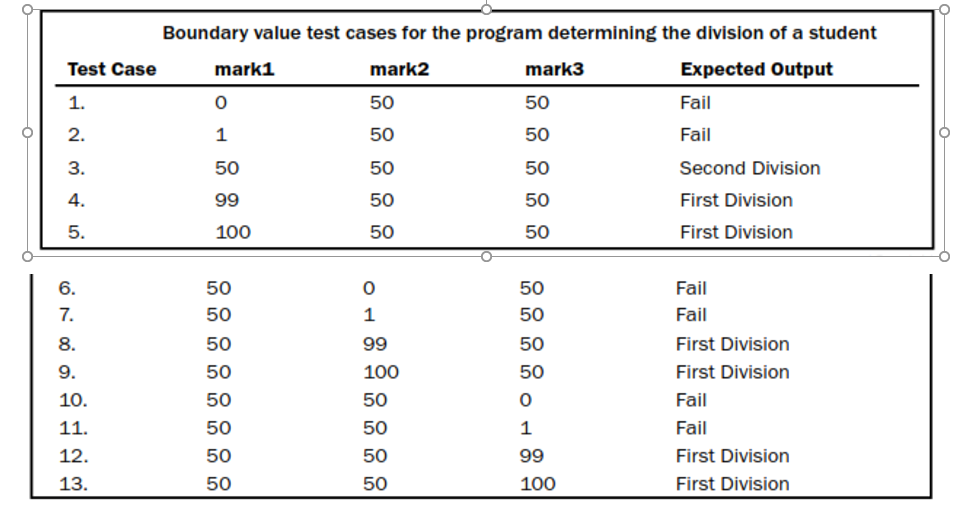 Boundary value test cases for the program determining the division of a student
Test Case mark1 mark2 mark3 Expected Output
1. 0 50 50 Fail
2. 1 50 50 Fail
3. 50 50 50 Second Division
4. 99 50 50 First Division
5. 100 50 50 First Division
6. 50 0 50 Fail
7. 50 1 50 Fail
8. 50 99 50 First Division
9. 50 100 50 First Division
10. 50 50 0 Fail
11. 50 50 1 Fail
12. 50 50 99 First Division
13. 50 50 100 First Division